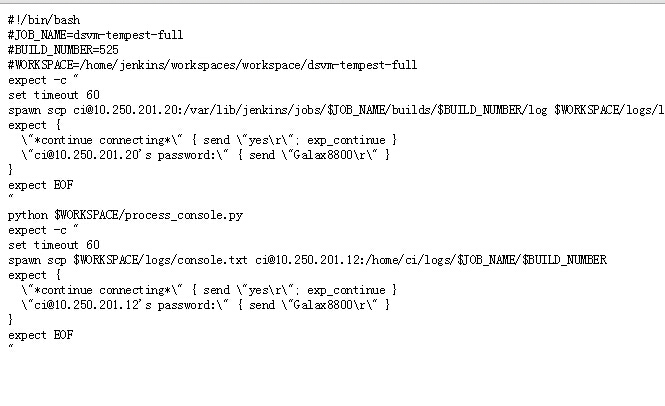 #!/bin/bash
#JOB_NAME=dsvm-tempest-full
#BUILD_NUMBER=525
#WORKSPACE=/home/jenkins/workspaces/workspace/dsvm-tempest-full
expect -c "
set timeout 60
spawn scp ci@10.250.201.20:/var/lib/jenkins/jobs/$JOB_NAME/builds/$BUILD_NUMBER/log $WORKSPACE/logs/l
expect {
  \"*continue connecting*\" { send \"yes\r\"; exp_continue }
  \"ci@10.250.201.20's password:\" { send \"Galax8800\r\" }
}
expect EOF
"
python $WORKSPACE/process_console.py
expect -c "
set timeout 60
spawn scp $WORKSPACE/logs/console.txt ci@10.250.201.12:/home/ci/logs/$JOB_NAME/$BUILD_NUMBER
expect {
  \"*continue connecting*\" { send \"yes\r\"; exp_continue }
  \"ci@10.250.201.12's password:\" { send \"Galax8800\r\" }
}
expect EOF
"